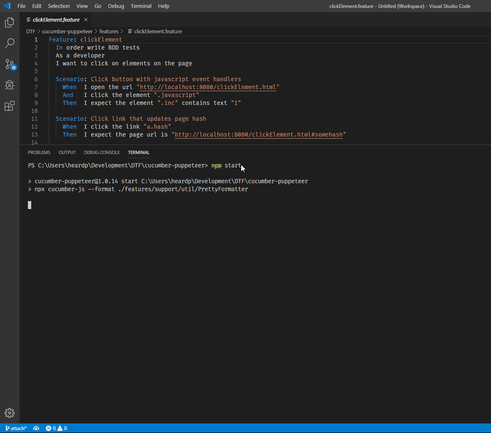 File Edit Selection View Go Debug Terminal Help clickElement.feature - Untitled (Workspace) - Visual Studio Code
clickElement.feature ×
DTF > cucumber-puppeteer > features > clickElement.feature
1 Feature: clickElement
2 In order write BDD tests
3 As a developer
4 I want to click on elements on the page
5
6 Scenario: Click button with javascript event handlers
7 When I open the url "http://localhost:8080/clickElement.html"
8 And I click the element ".javascript"
9 Then I expect the element ".inc" contains text "1"
10
11 Scenario: Click link that updates page hash
12 When I click the link "a.hash"
13 Then I expect the page url is "http://localhost:8080/clickElement.html#somehash"
14
PROBLEMS OUTPUT DEBUG CONSOLE TERMINAL
PS C:\Users\heardp\Development\DTF\cucumber-puppeteer> npm start
> cucumber-puppeteer@1.0.14 start C:\Users\heardp\Development\DTF\cucumber-puppeteer
> npx cucumber-js --format ./features/support/util/PrettyFormatter
attach* 0 0